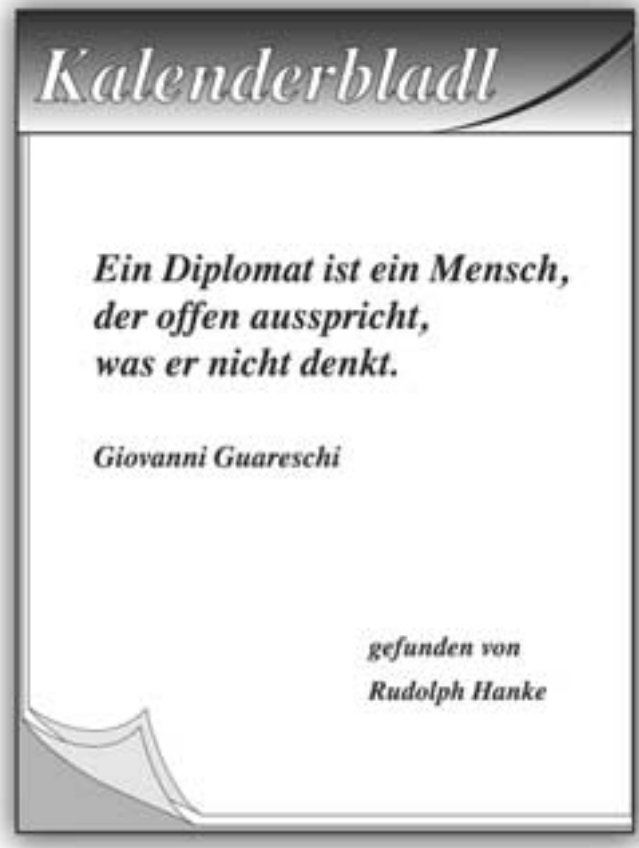 Kalenderbladl
Ein Diplomat ist ein Mensch,
der offen ausspricht,
was er nicht denkt.
Giovanni Guareschi
gefunden von
Rudolph Hanke